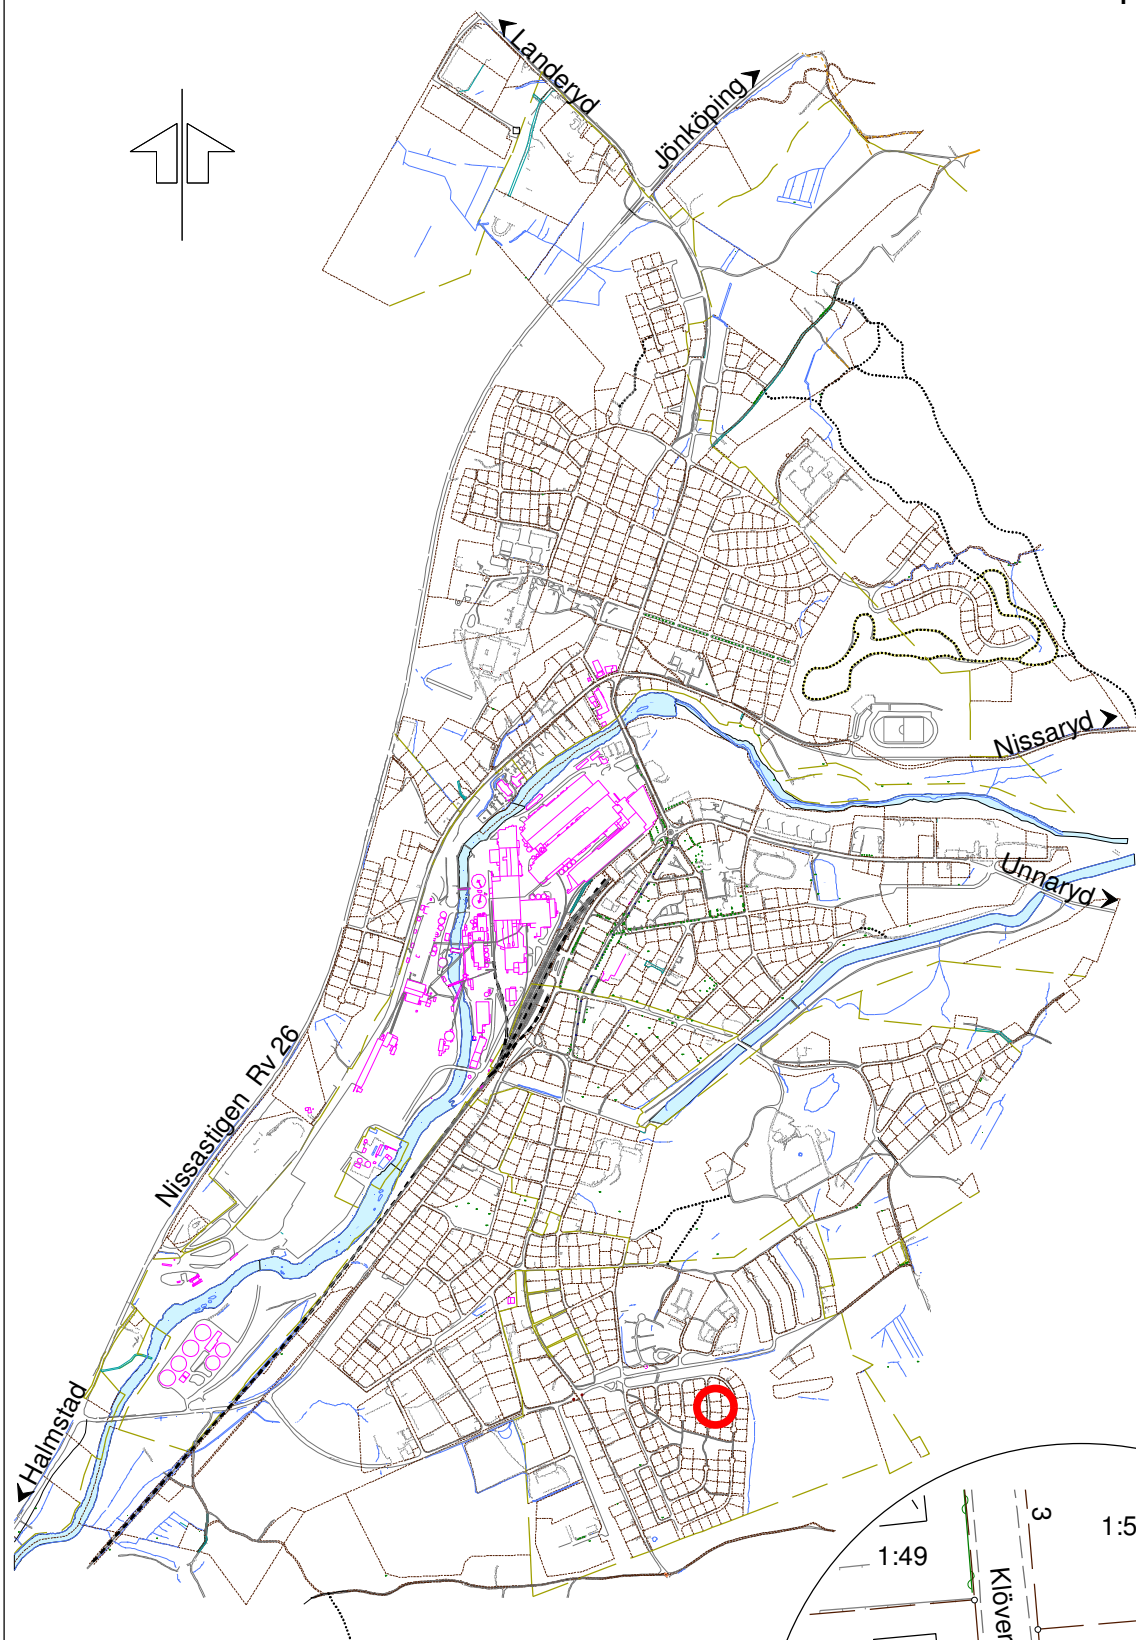 Landeryd
Jönköping
Nissaryd
Unnaryd
Nissastigen Rv 26
Halmstad
3
1:5
1:49
Klöver